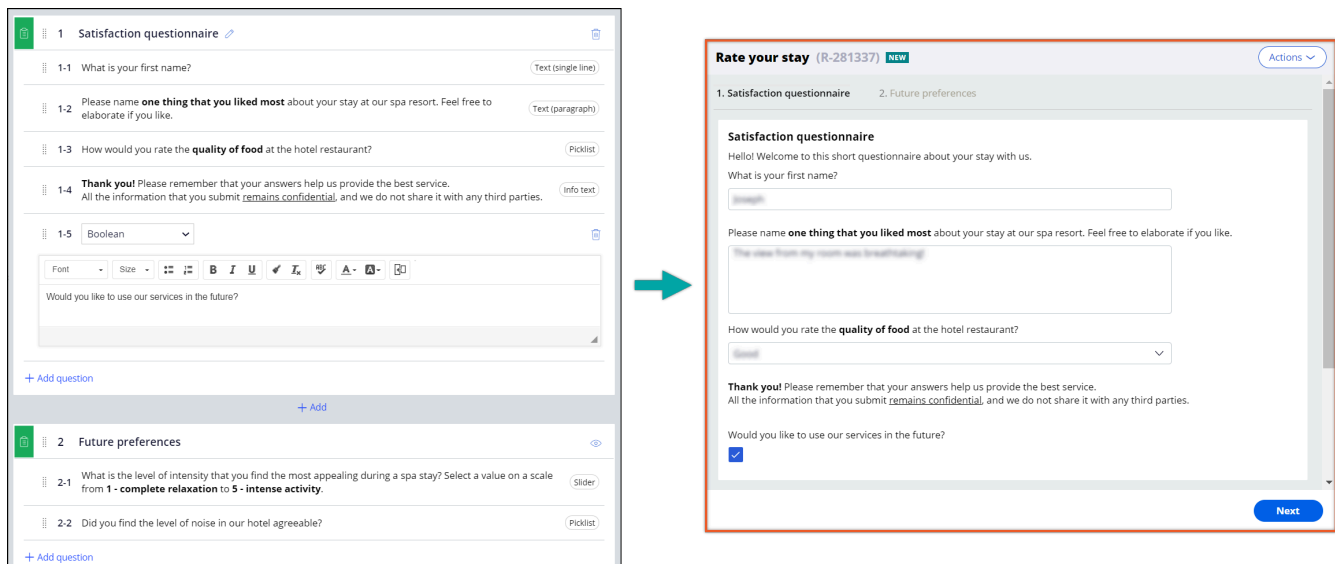 1 Satisfaction questionnaire
1-1 What is your first name? Text (single line)
1-2 Please name one thing that you liked most about your stay at our spa resort. Feel free to
elaborate if you like. Text (paragraph)
1-3 How would you rate the quality of food at the hotel restaurant? Picklist
1-4 Thank you! Please remember that your answers help us provide the best service.
All the information that you submit remains confidential, and we do not share it with any third parties. Info text
1-5 Boolean
Font Size B I U Tx ABC A A
Would you like to use our services in the future?
+ Add question
+ Add
2 Future preferences
2-1 What is the level of intensity that you find the most appealing during a spa stay? Select a value on a scale
from 1 - complete relaxation to 5 - intense activity. Slider
2-2 Did you find the level of noise in our hotel agreeable? Picklist
+ Add question
Rate your stay (R-281337) NEW Actions
1. Satisfaction questionnaire 2. Future preferences
Satisfaction questionnaire
Hello! Welcome to this short questionnaire about your stay with us.
What is your first name?
Joseph
Please name one thing that you liked most about your stay at our spa resort. Feel free to elaborate if you like.
The view from my room was breathtaking!
How would you rate the quality of food at the hotel restaurant?
Good
Thank you! Please remember that your answers help us provide the best service.
All the information that you submit remains confidential, and we do not share it with any third parties.
Would you like to use our services in the future?
Next